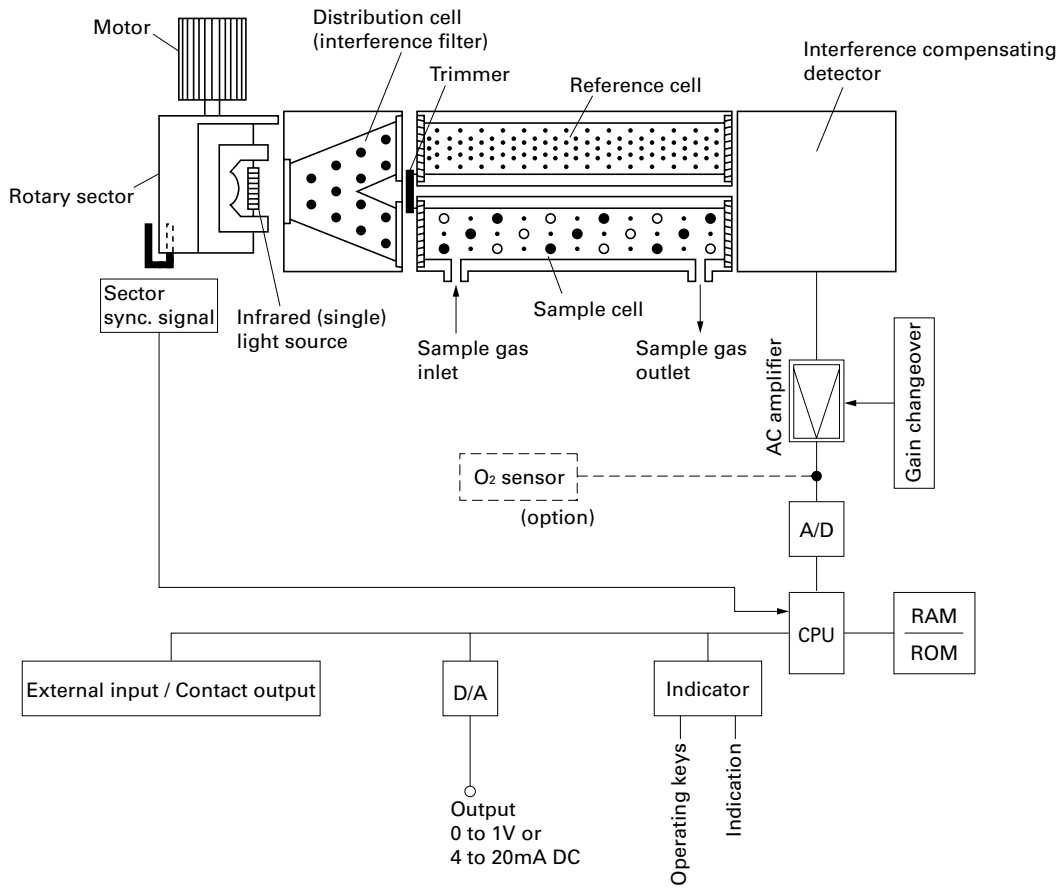 Motor
Distribution cell
(interference filter)
Trimmer
Reference cell
Interference compensating
detector
Rotary sector
Sector
sync. signal
Infrared (single)
light source
Sample gas
inlet
Sample cell
Sample gas
outlet
AC amplifier
Gain changeover
O₂ sensor
(option)
A/D
CPU
RAM
ROM
External input / Contact output
D/A
Indicator
Operating keys
Indication
Output
0 to 1V or
4 to 20mA DC